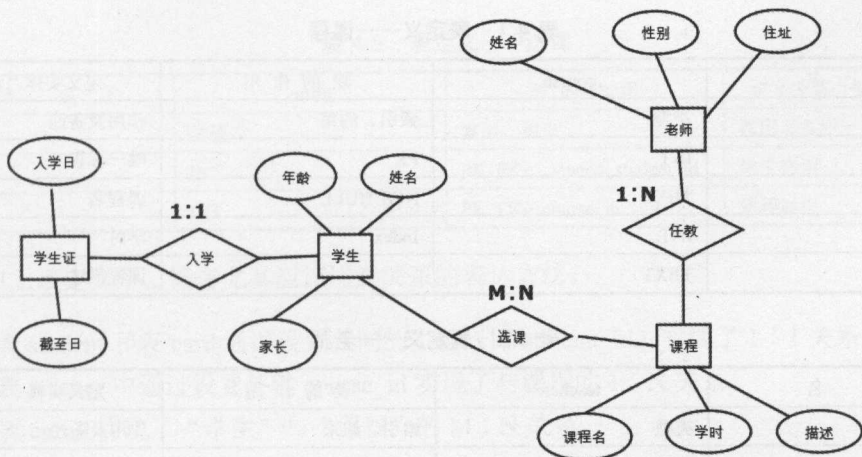 姓名
性别
住址
老师
入学日
年龄
姓名
1:1
1:N
学生证
入学
学生
任教
M:N
截至日
家长
选课
课程
课程名
学时
描述